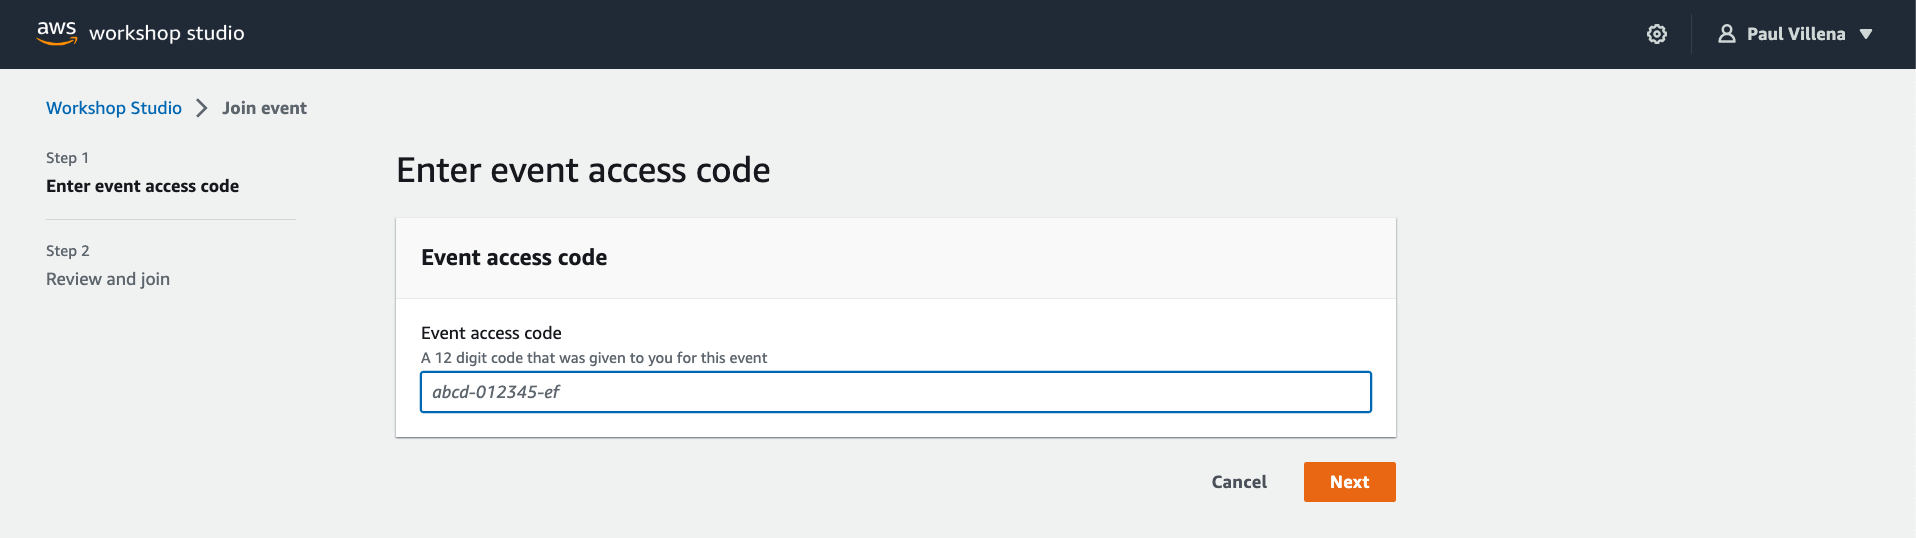 aws workshop studio
Paul Villena
Workshop Studio
Join event
Step 1
Enter event access code
Step 2
Review and join
Enter event access code
Event access code
Event access code
A 12 digit code that was given to you for this event
abcd-012345-ef
Cancel
Next